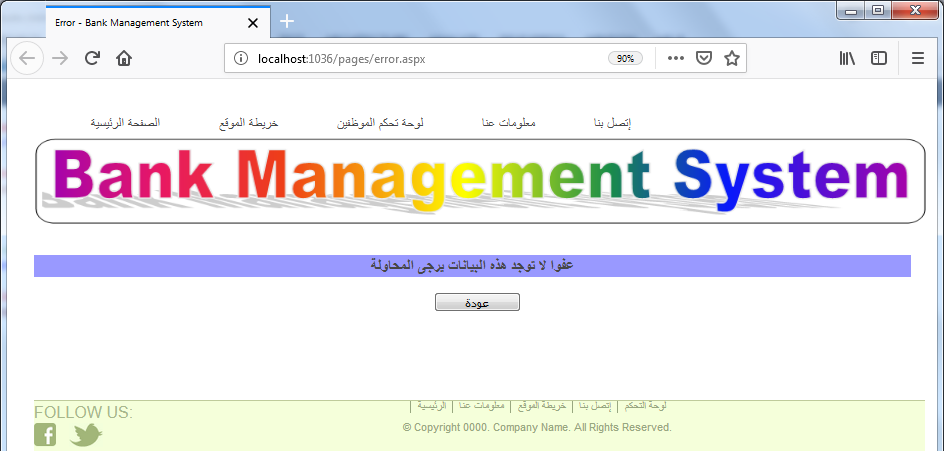 Error - Bank Management System
localhost:1036/pages/error.aspx
90%
الصفحة الرئيسية خريطة الموقع لوحة تحكم الموظفين معلومات عنا إتصل بنا
Bank Management System
عفوا لا توجد هذه البيانات يرجى المحاولة
عودة
FOLLOW US:
| الرئيسية | معلومات عنا | خريطة الموقع | إتصل بنا | لوحة التحكم
© Copyright 0000. Company Name. All Rights Reserved.